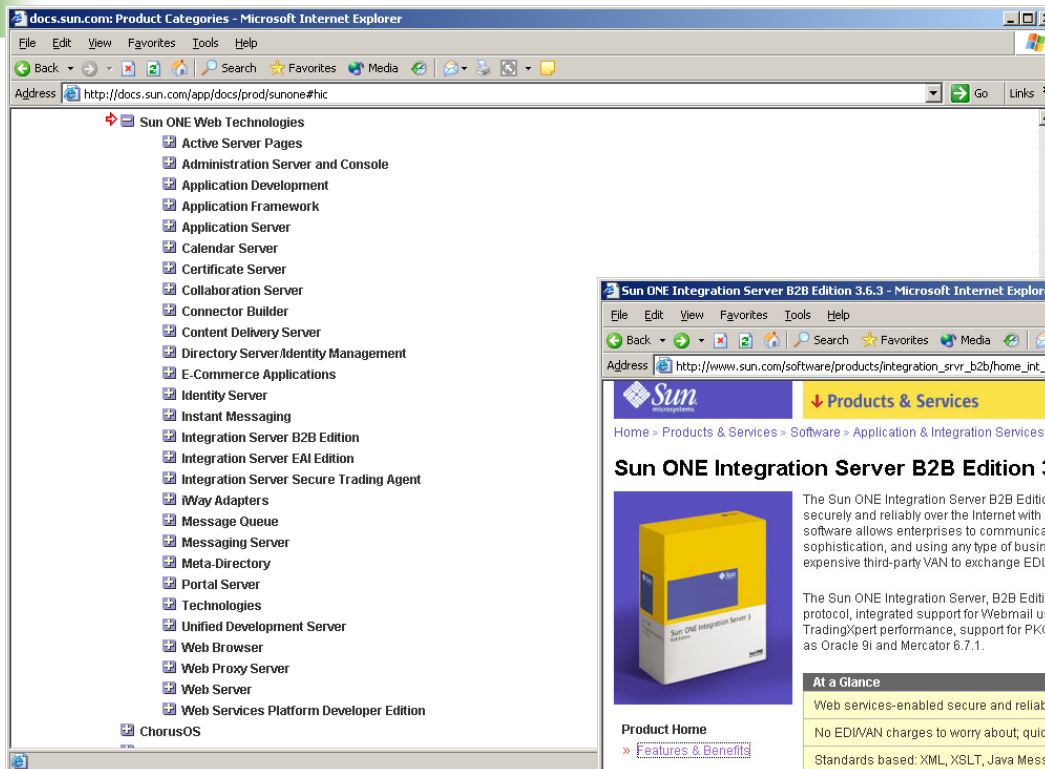 docs.sun.com: Product Categories - Microsoft Internet Explorer
File Edit View Favorites Tools Help
Back Search Favorites Media
Address http://docs.sun.com/app/docs/prod/sunone#hic Go Links
Sun ONE Web Technologies
Active Server Pages
Administration Server and Console
Application Development
Application Framework
Application Server
Calendar Server
Certificate Server
Collaboration Server
Connector Builder
Content Delivery Server
Directory Server/Identity Management
E-Commerce Applications
Identity Server
Instant Messaging
Integration Server B2B Edition
Integration Server EAI Edition
Integration Server Secure Trading Agent
iWay Adapters
Message Queue
Messaging Server
Meta-Directory
Portal Server
Technologies
Unified Development Server
Web Browser
Web Proxy Server
Web Server
Web Services Platform Developer Edition
ChorusOS
Sun ONE Integration Server B2B Edition 3.6.3 - Microsoft Internet Explor
File Edit View Favorites Tools Help
Back Search Favorites Media
Address http://www.sun.com/software/products/integration_srvr_b2b/home_int_
Sun
microsystems
Products & Services
Home » Products & Services » Software » Application & Integration Services
Sun ONE Integration Server B2B Edition
The Sun ONE Integration Server B2B Editi
securely and reliably over the Internet with
software allows enterprises to communica
sophistication, and using any type of busin
expensive third-party VAN to exchange EDI
The Sun ONE Integration Server, B2B Editi
protocol, integrated support for Webmail u
TradingXpert performance, support for PK
as Oracle 9i and Mercator 6.7.1.
Sun ONE Integration Server 3
At a Glance
Web services-enabled secure and reliab
No EDI/VAN charges to worry about; quic
Standards based: XML, XSLT, Java Mess
Product Home
» Features & Benefits